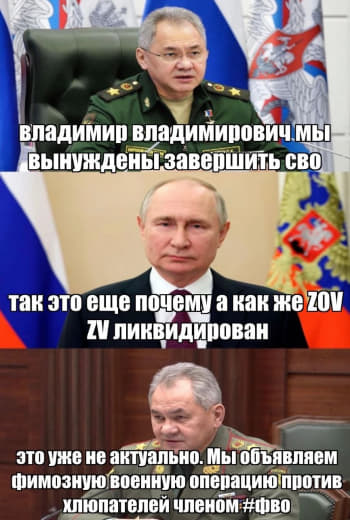 владимир владимирович мы
вынуждены завершить сво
так это еще почему а как же ZOV
ZV ликвидирован
это уже не актуально. Мы объявляем
фимозную военную операцию против
хлюпателей членом #фво